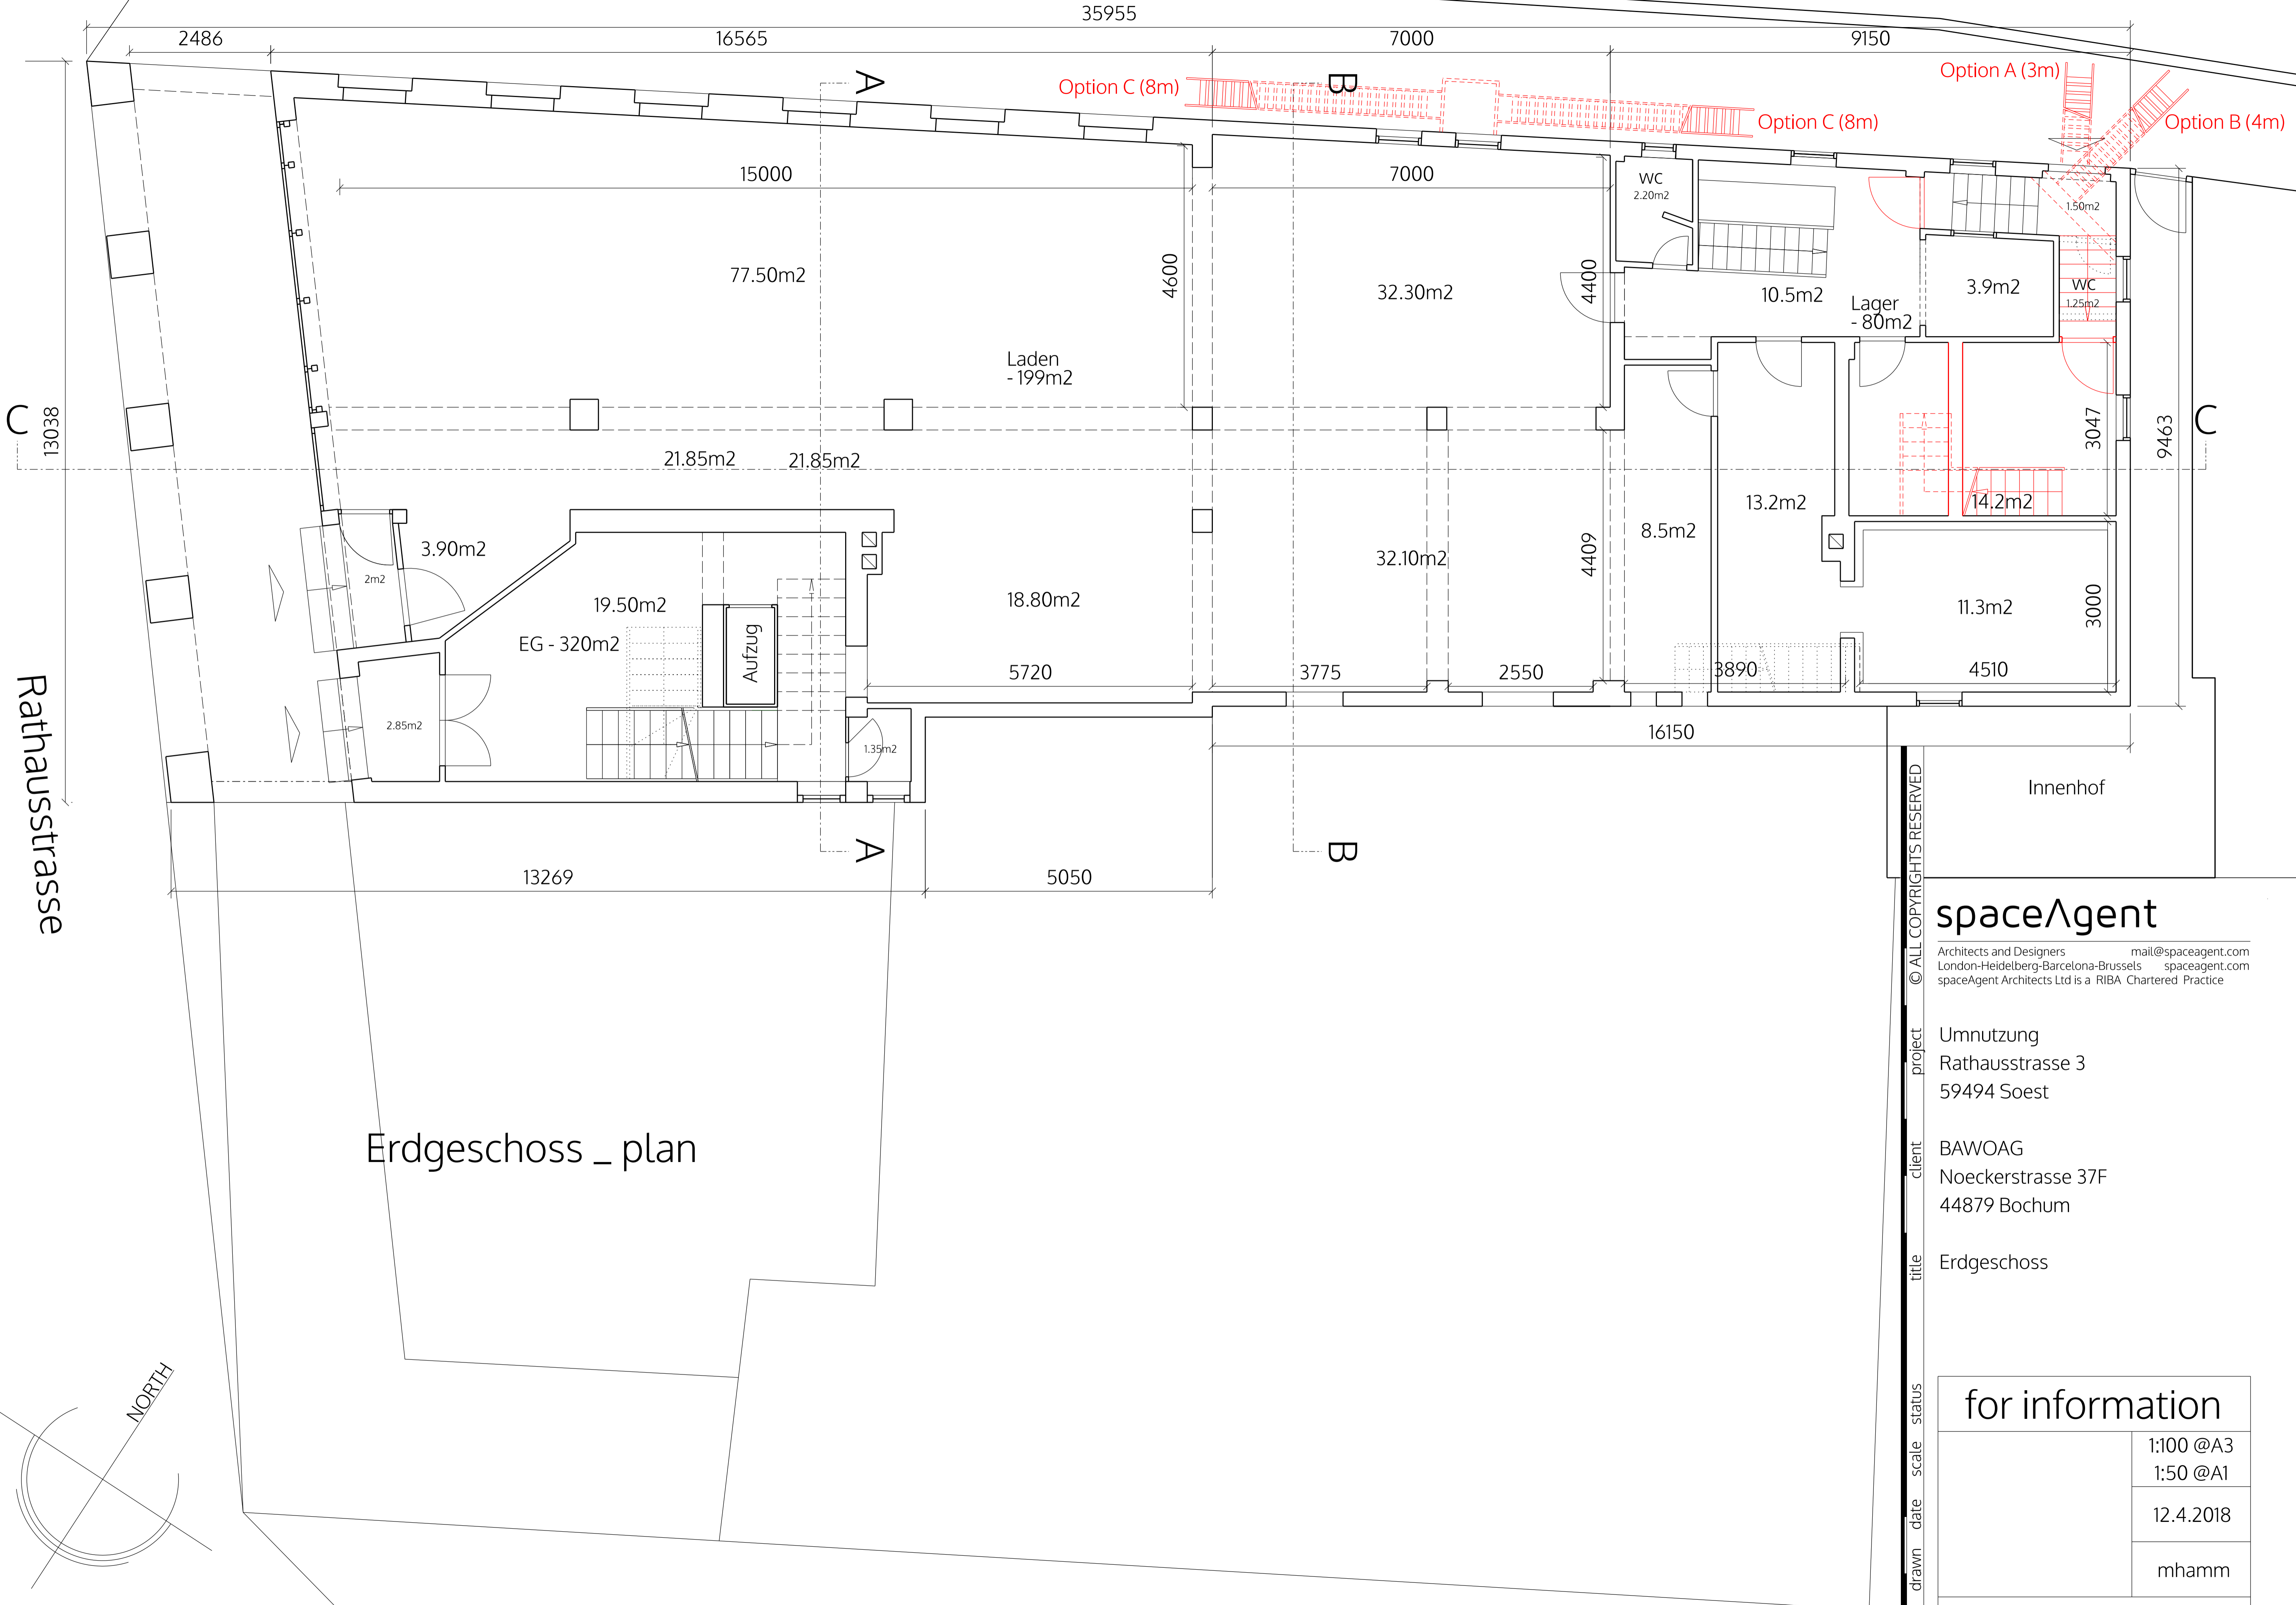 35955
2486
16565
7000
9150
Option C (8m)
Option C (8m)
Option A (3m)
Option B (4m)
A
B
15000
7000
WC
2.20m2
1.50m2
77.50m2
4600
32.30m2
4400
10.5m2
Lager
- 80m2
3.9m2
WC
1.25m2
Laden
- 199m2
C
13038
21.85m2
21.85m2
3047
9463
C
3.90m2
2m2
19.50m2
EG - 320m2
Aufzug
18.80m2
32.10m2
4409
8.5m2
13.2m2
14.2m2
11.3m2
3000
5720
3775
2550
3890
4510
2.85m2
1.35m2
16150
Rathausstrasse
A
B
13269
5050
Innenhof
Erdgeschoss _ plan
NORTH
© ALL COPYRIGHTS RESERVED
spaceΛgent
Architects and Designers mail@spaceagent.com
London-Heidelberg-Barcelona-Brussels spaceagent.com
spaceAgent Architects Ltd is a RIBA Chartered Practice
project
Umnutzung
Rathausstrasse 3
59494 Soest
client
BAWOAG
Noeckerstrasse 37F
44879 Bochum
title
Erdgeschoss
status
for information
scale
1:100 @A3
1:50 @A1
date
12.4.2018
drawn
mhamm